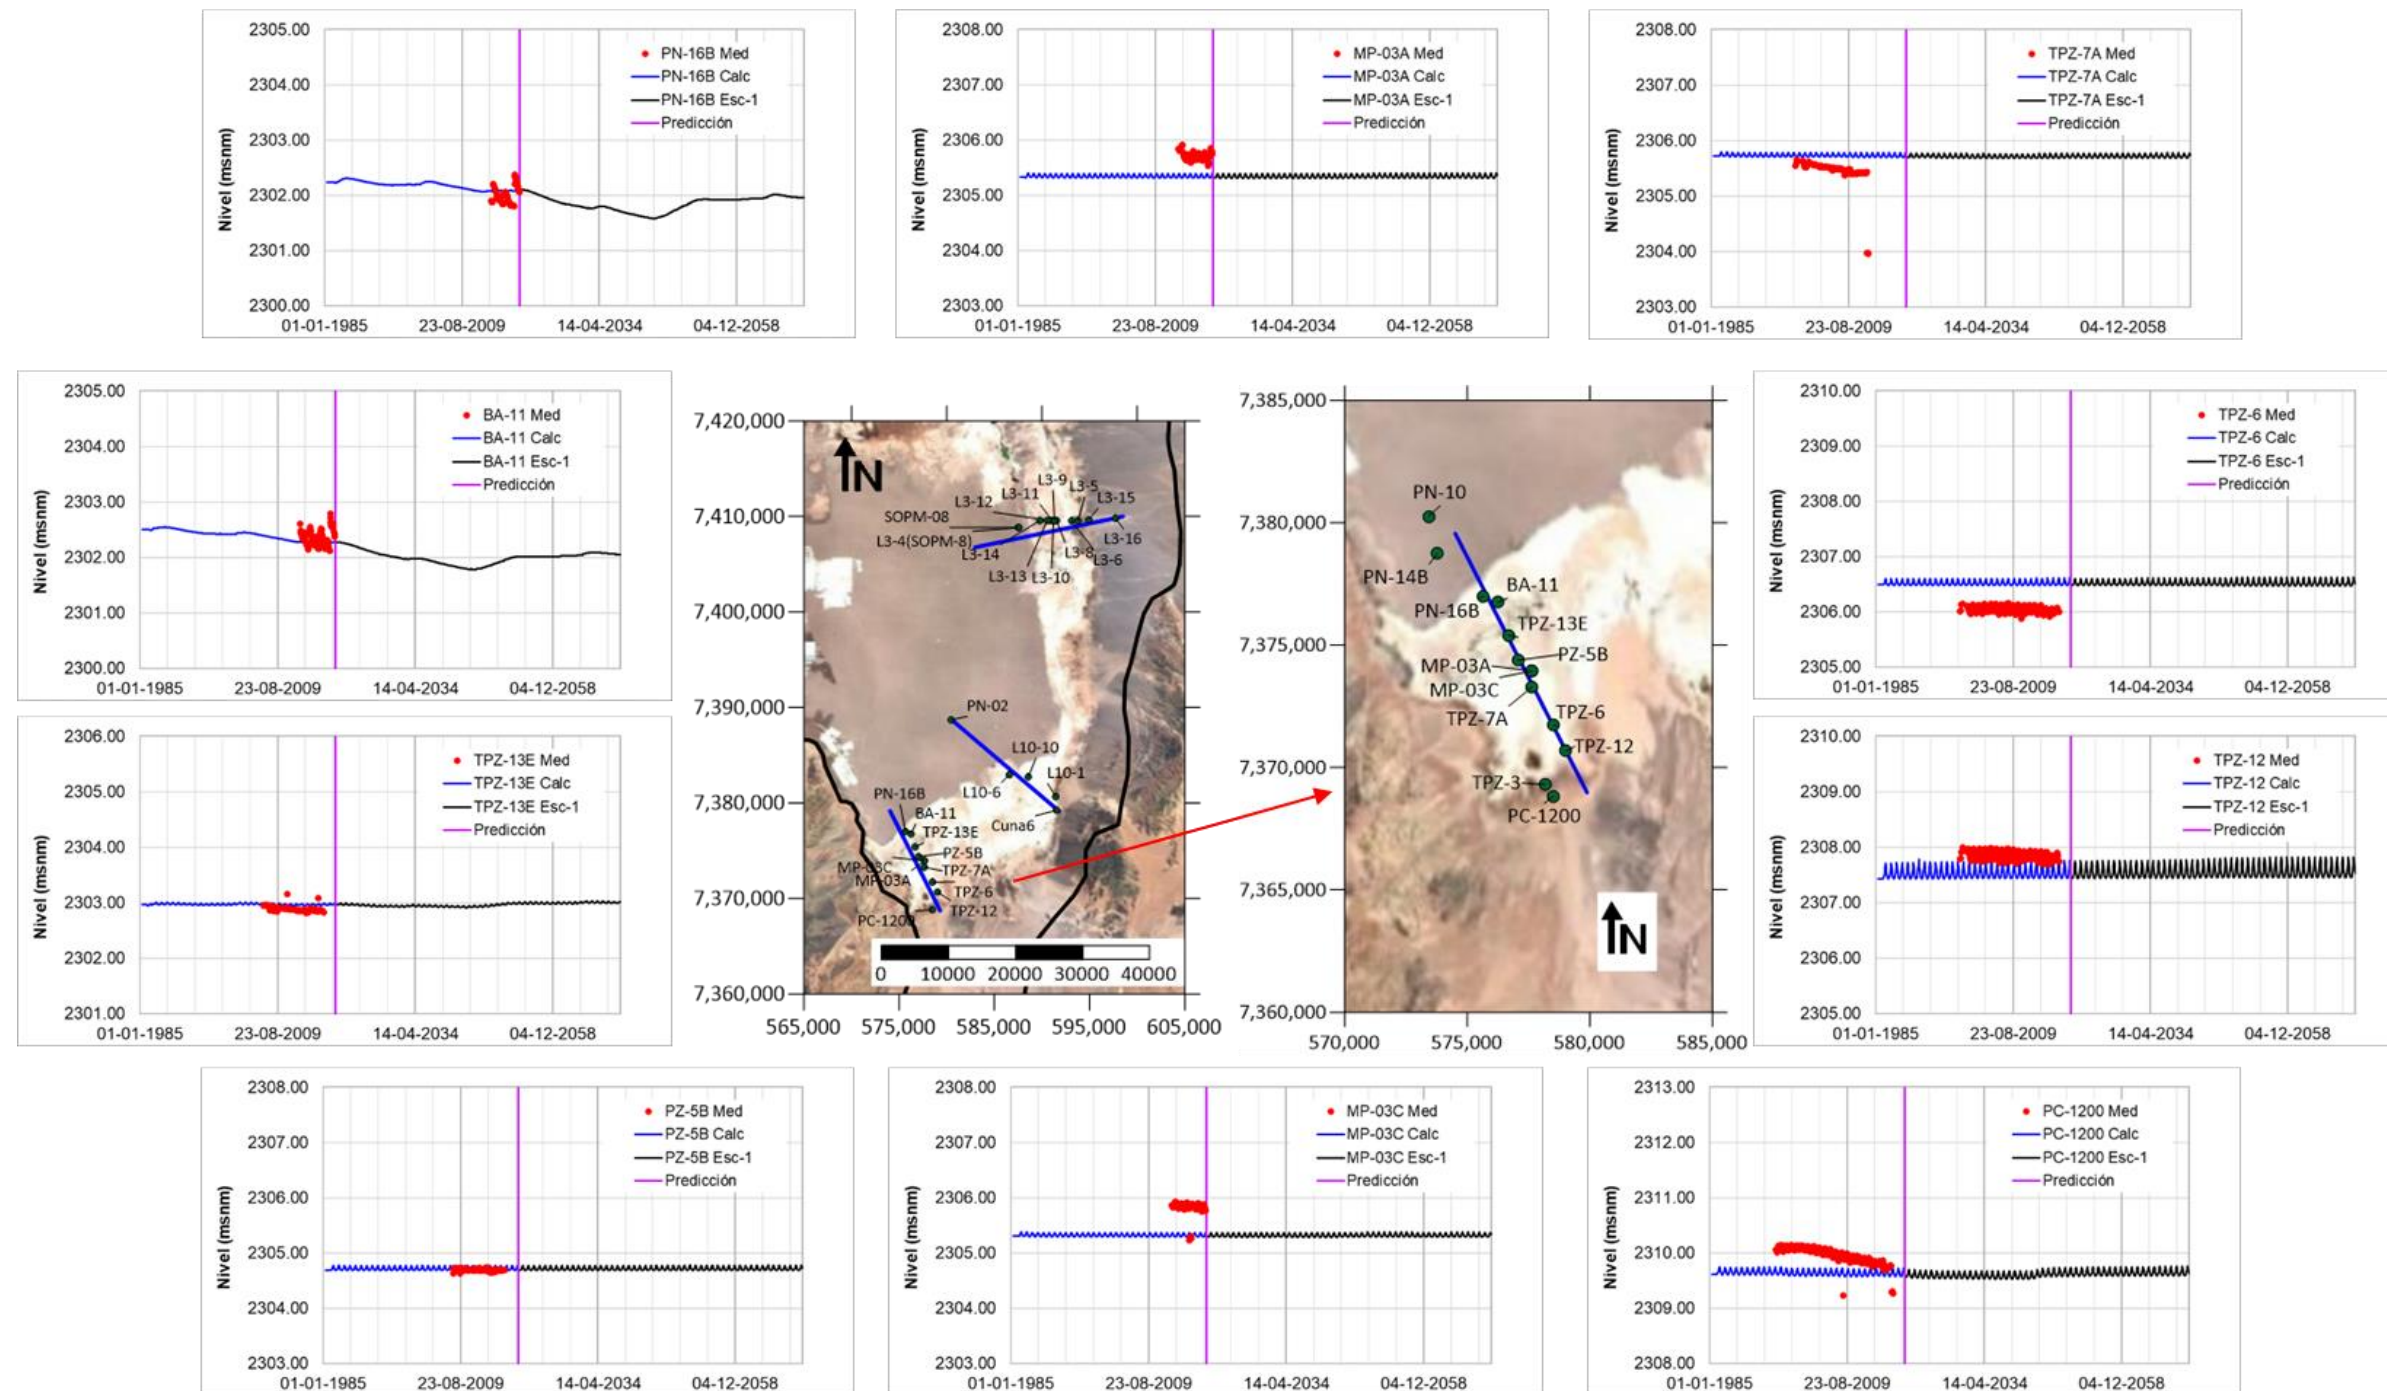 2305.00
2304.00
2303.00
2302.00
2301.00
2300.00
Nivel (msnm)
01-01-1985 23-08-2009 14-04-2034 04-12-2058
PN-16B Med
PN-16B Calc
PN-16B Esc-1
Predicción
2308.00
2307.00
2306.00
2305.00
2304.00
2303.00
Nivel (msnm)
01-01-1985 23-08-2009 14-04-2034 04-12-2058
MP-03A Med
MP-03A Calc
MP-03A Esc-1
Predicción
2308.00
2307.00
2306.00
2305.00
2304.00
2303.00
Nivel (msnm)
01-01-1985 23-08-2009 14-04-2034 04-12-2058
TPZ-7A Med
TPZ-7A Calc
TPZ-7A Esc-1
Predicción
2305.00
2304.00
2303.00
2302.00
2301.00
2300.00
Nivel (msnm)
01-01-1985 23-08-2009 14-04-2034 04-12-2058
BA-11 Med
BA-11 Calc
BA-11 Esc-1
Predicción
2306.00
2305.00
2304.00
2303.00
2302.00
2301.00
Nivel (msnm)
01-01-1985 23-08-2009 14-04-2034 04-12-2058
TPZ-13E Med
TPZ-13E Calc
TPZ-13E Esc-1
Predicción
7,420,000
7,410,000
7,400,000
7,390,000
7,380,000
7,370,000
7,360,000
565,000 575,000 585,000 595,000 605,000
N
L3-9
L3-5
L3-11
L3-15
L3-12
SOPM-08
L3-4(SOPM-8)
L3-16
L3-14
L3-8
L3-6
L3-13
L3-10
PN-02
L10-10
L10-1
L10-6
PN-16B
BA-11
Cuna6
TPZ-13E
PZ-5B
MP-03C
TPZ-7A
MP-03A
TPZ-6
TPZ-12
PC-1200
0 10000 20000 30000 40000
7,385,000
7,380,000
7,375,000
7,370,000
7,365,000
7,360,000
570,000 575,000 580,000 585,000
PN-10
PN-14B
BA-11
PN-16B
TPZ-13E
PZ-5B
MP-03A
MP-03C
TPZ-7A
TPZ-6
TPZ-12
TPZ-3
PC-1200
N
2310.00
2309.00
2308.00
2307.00
2306.00
2305.00
Nivel (msnm)
01-01-1985 23-08-2009 14-04-2034 04-12-2058
TPZ-6 Med
TPZ-6 Calc
TPZ-6 Esc-1
Predicción
2310.00
2309.00
2308.00
2307.00
2306.00
2305.00
Nivel (msnm)
01-01-1985 23-08-2009 14-04-2034 04-12-2058
TPZ-12 Med
TPZ-12 Calc
TPZ-12 Esc-1
Predicción
2308.00
2307.00
2306.00
2305.00
2304.00
2303.00
Nivel (msnm)
01-01-1985 23-08-2009 14-04-2034 04-12-2058
PZ-5B Med
PZ-5B Calc
PZ-5B Esc-1
Predicción
2308.00
2307.00
2306.00
2305.00
2304.00
2303.00
Nivel (msnm)
01-01-1985 23-08-2009 14-04-2034 04-12-2058
MP-03C Med
MP-03C Calc
MP-03C Esc-1
Predicción
2313.00
2312.00
2311.00
2310.00
2309.00
2308.00
Nivel (msnm)
01-01-1985 23-08-2009 14-04-2034 04-12-2058
PC-1200 Med
PC-1200 Calc
PC-1200 Esc-1
Predicción